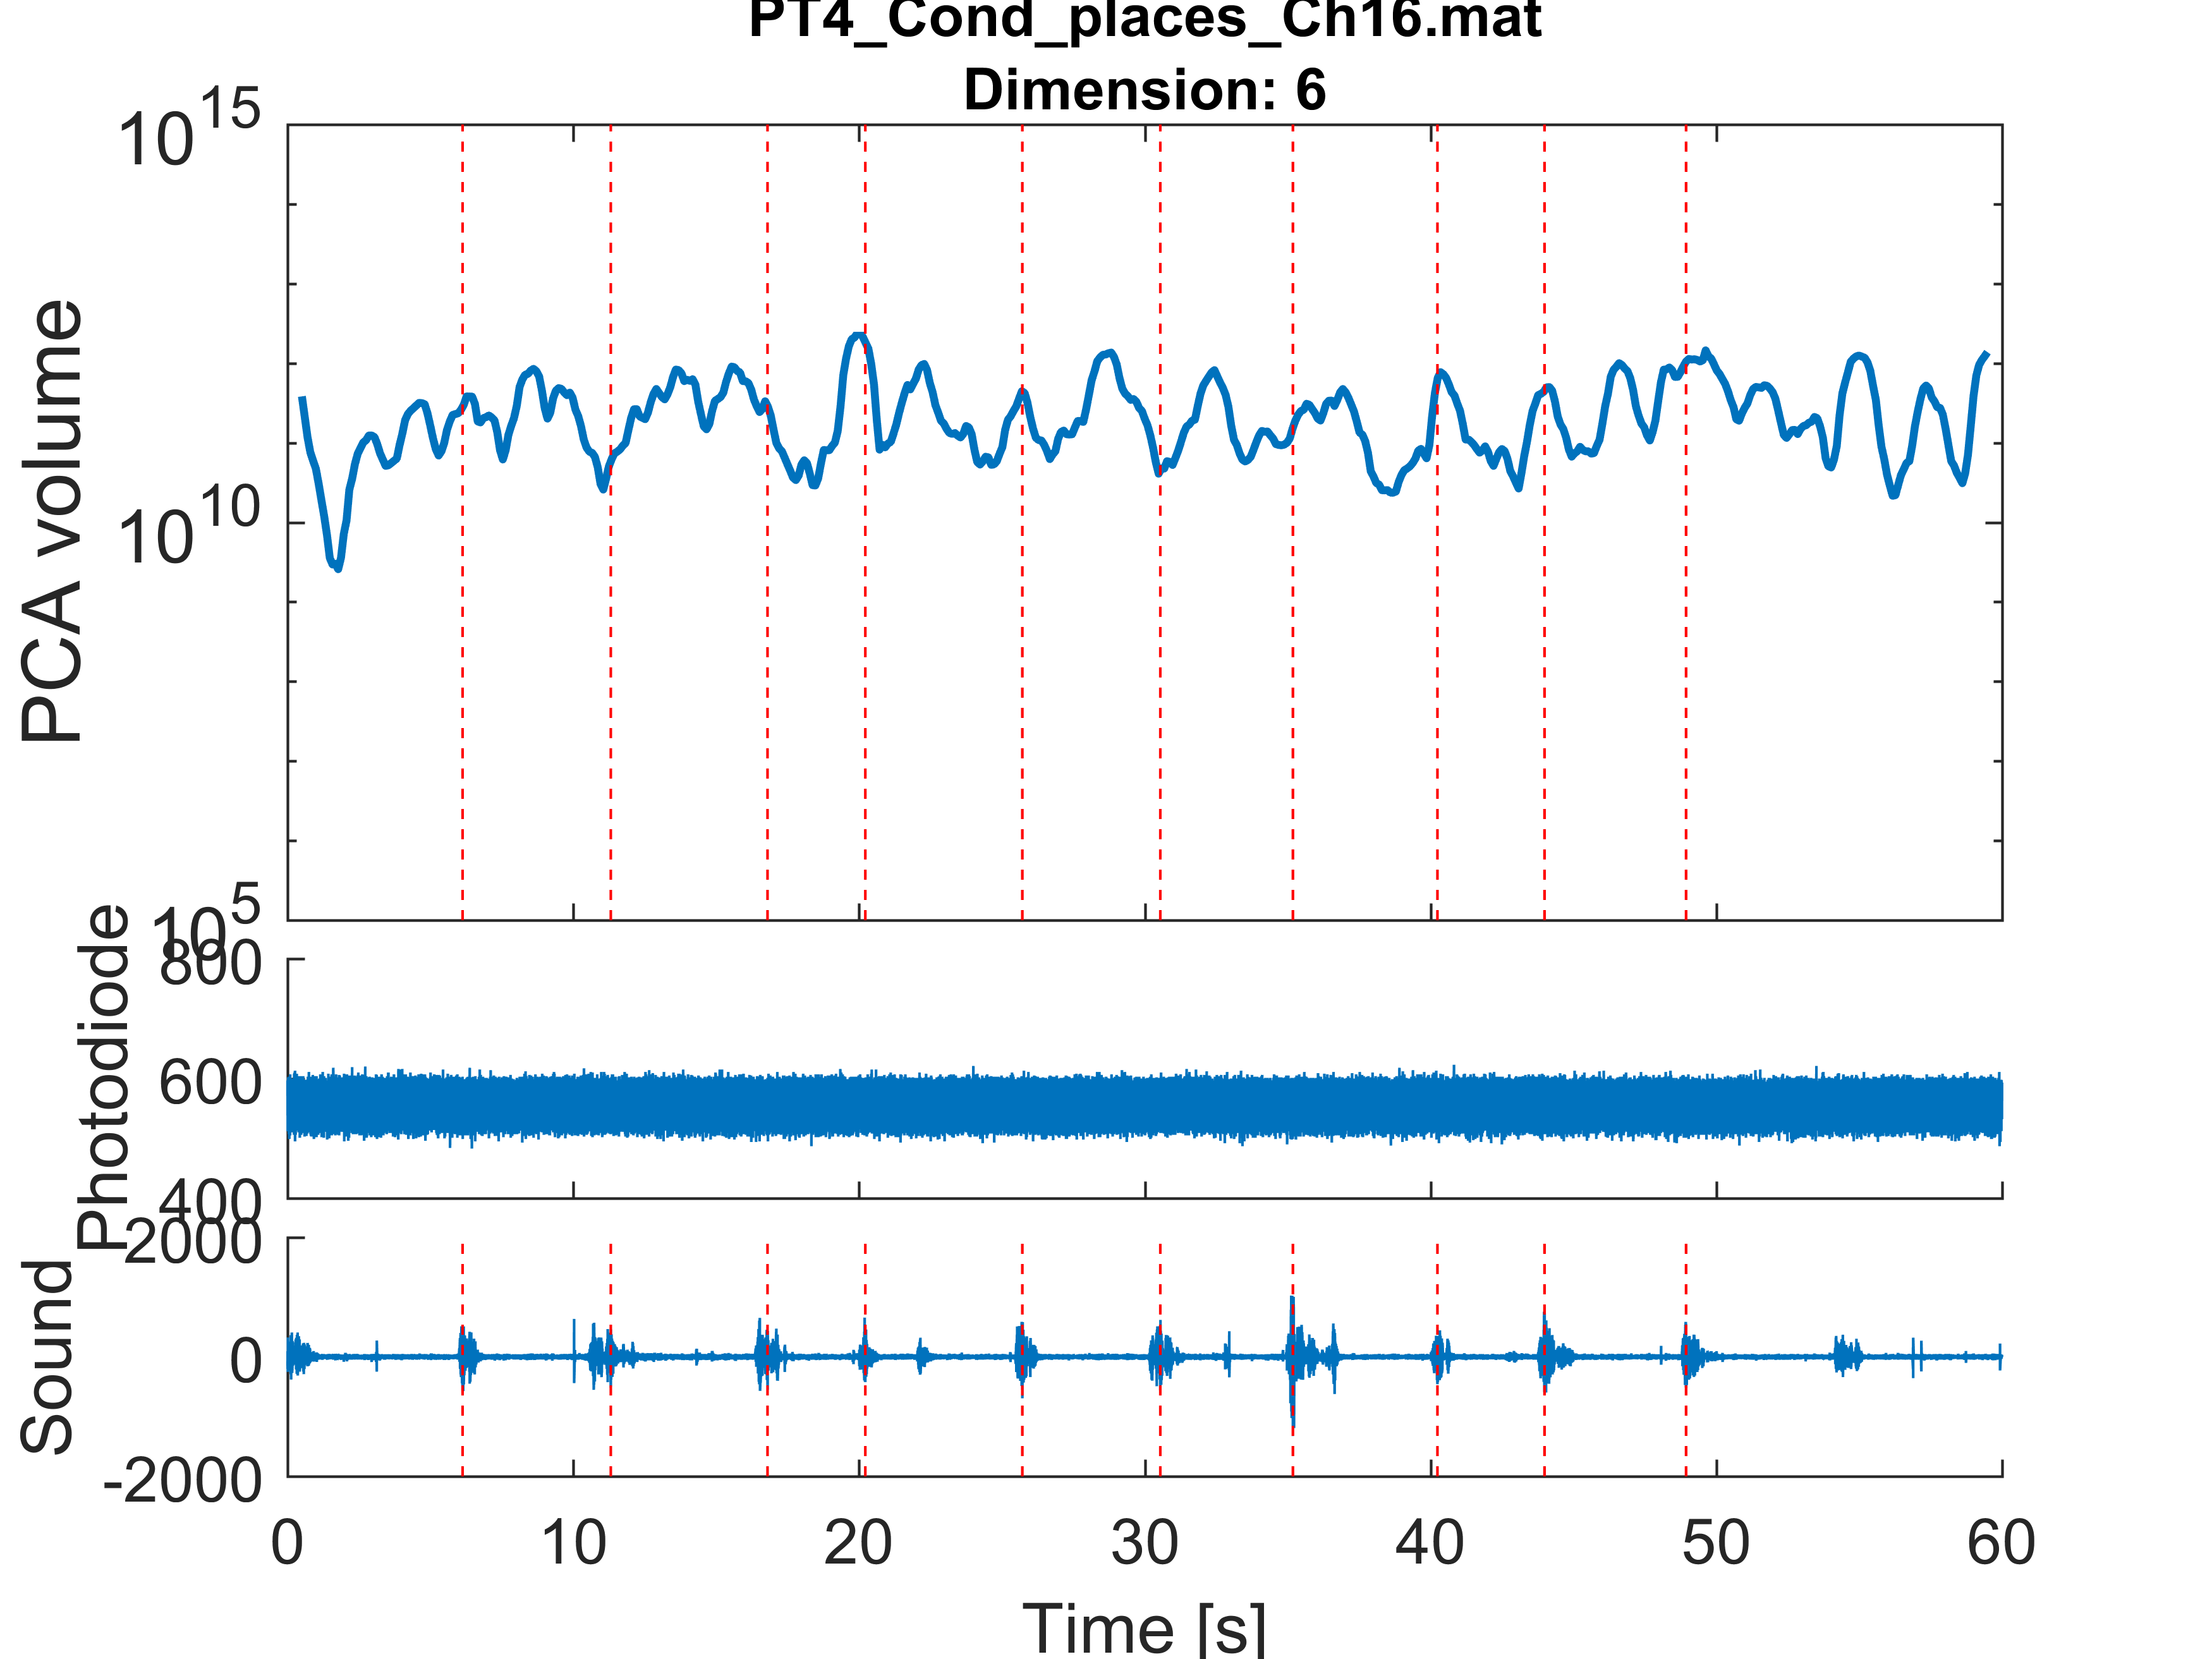 PT4_Cond_places_Ch16.mat
Dimension: 6
10^15
10^10
10^5
PCA volume
800
600
400
Photodiode
2000
0
-2000
Sound
0 10 20 30 40 50 60
Time [s]